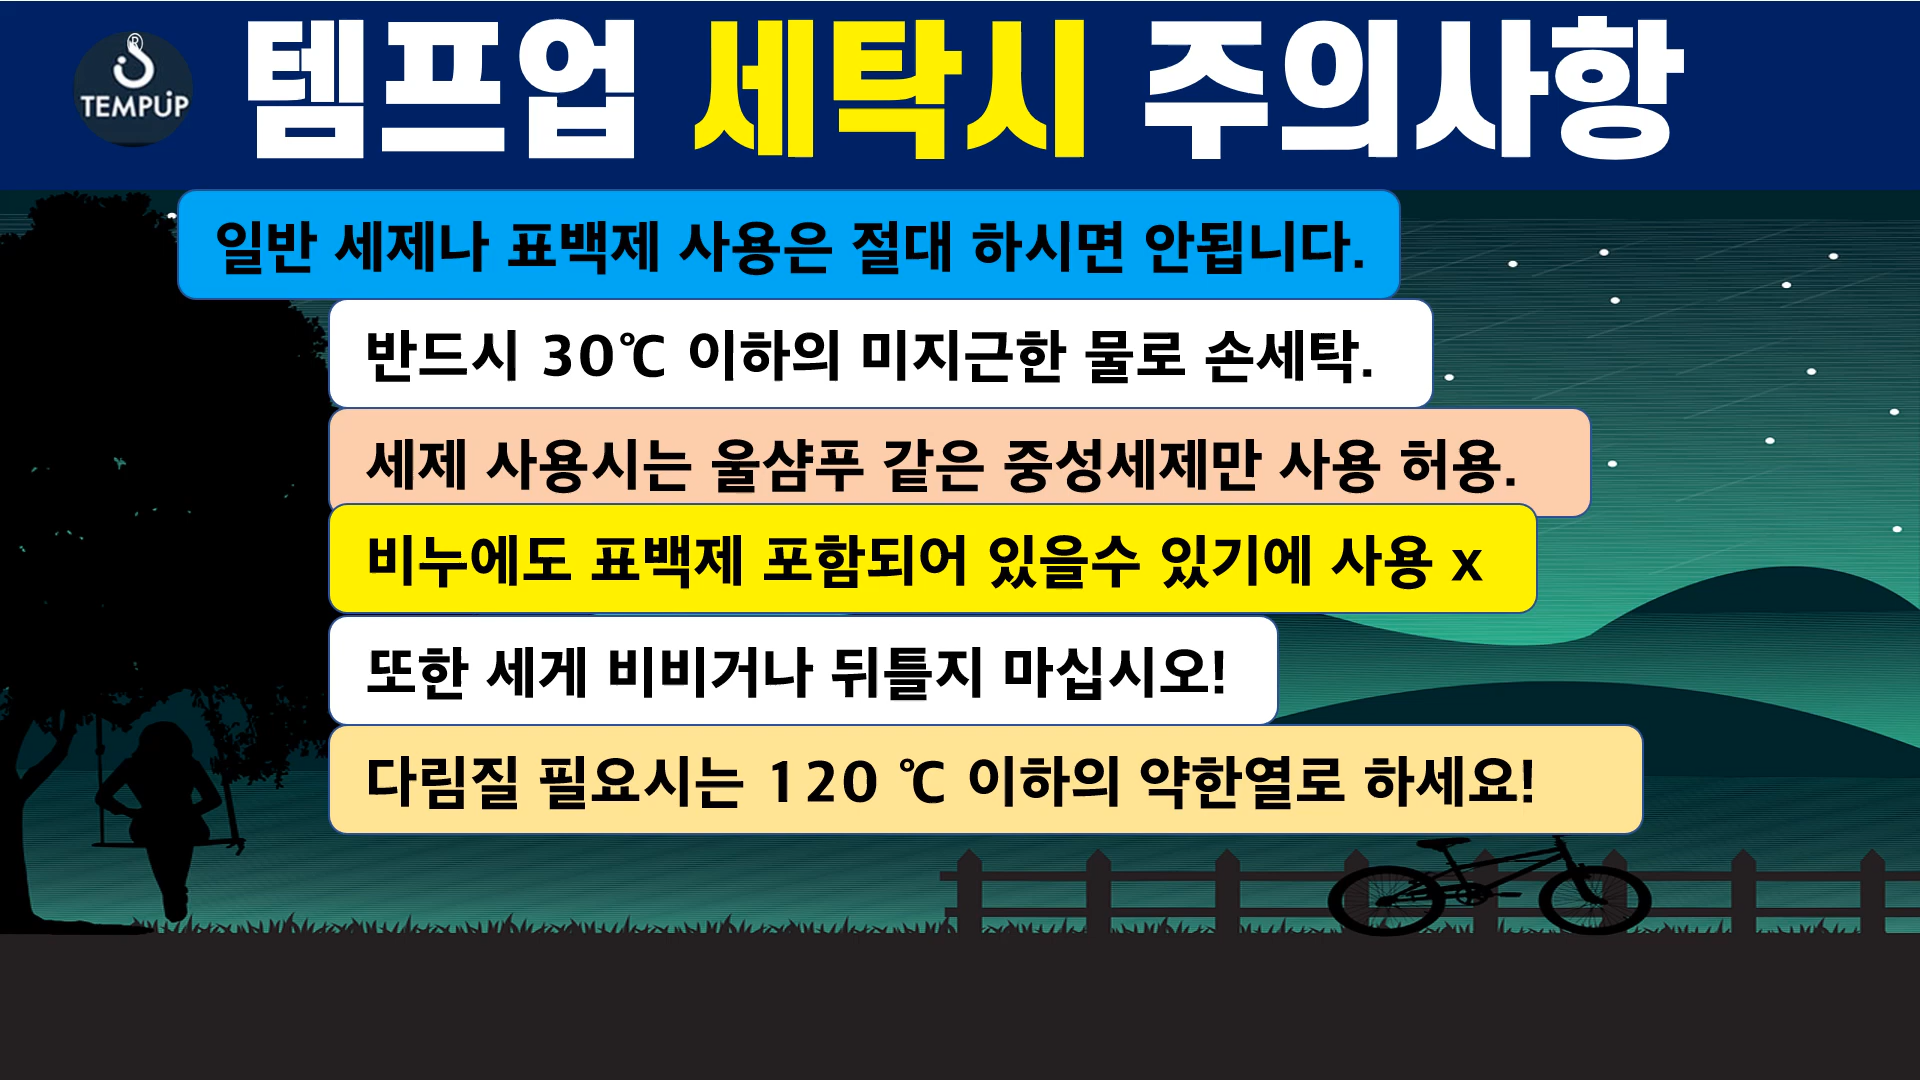 ®
TEMPUP
템프업 세탁시 주의사항
일반 세제나 표백제 사용은 절대 하시면 안됩니다.
반드시 30℃ 이하의 미지근한 물로 손세탁.
세제 사용시는 울샴푸 같은 중성세제만 사용 허용.
비누에도 표백제 포함되어 있을수 있기에 사용 x
또한 세게 비비거나 뒤틀지 마십시오!
다림질 필요시는 120 ℃ 이하의 약한열로 하세요!